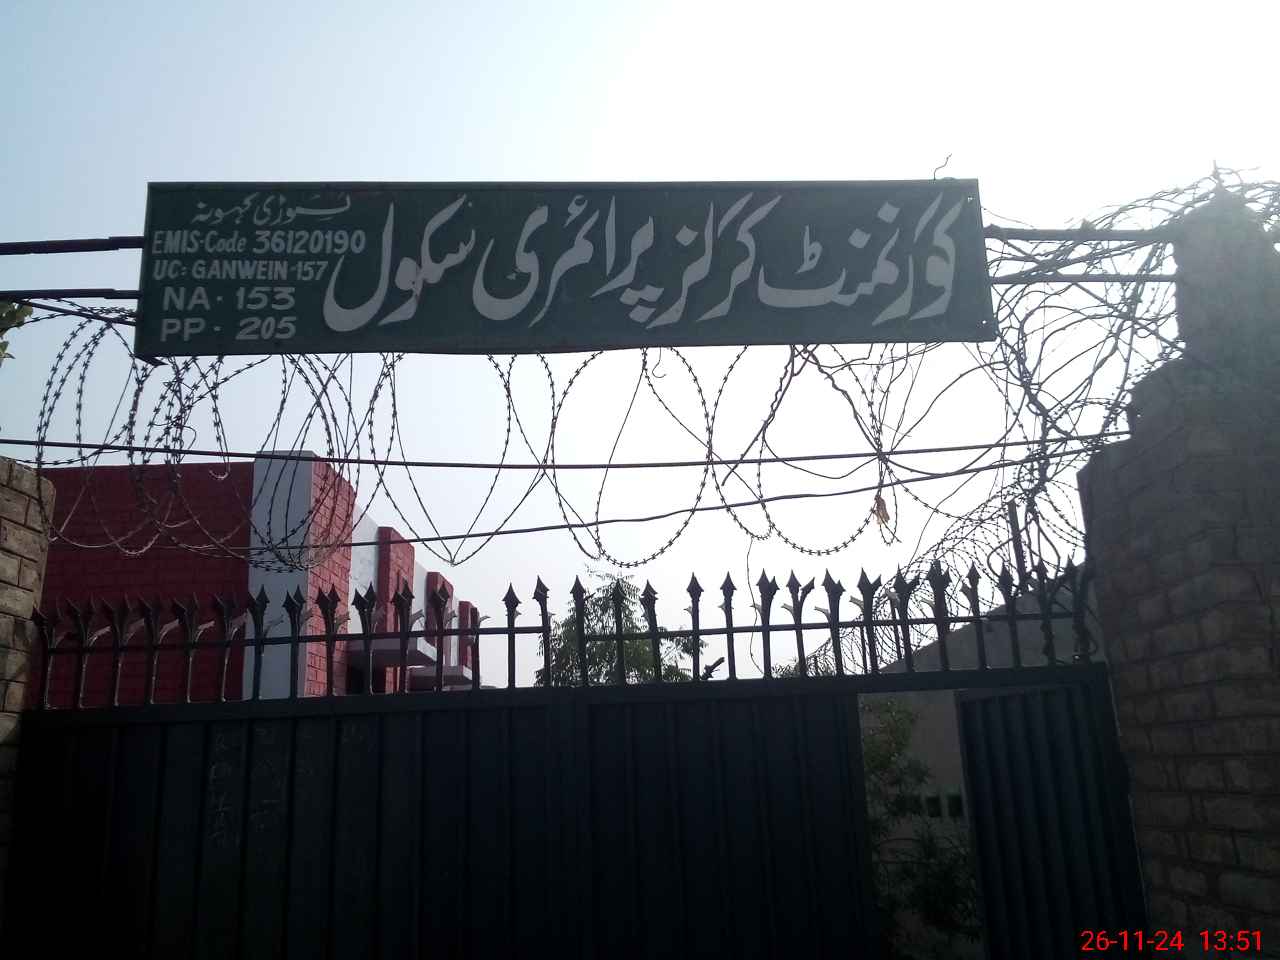 گورنمنٹ گرلز پرائمری سکول
EMIS-Code 36120190
UC: GANWEIN-157
NA - 153
PP - 205
26-11-24 13:51